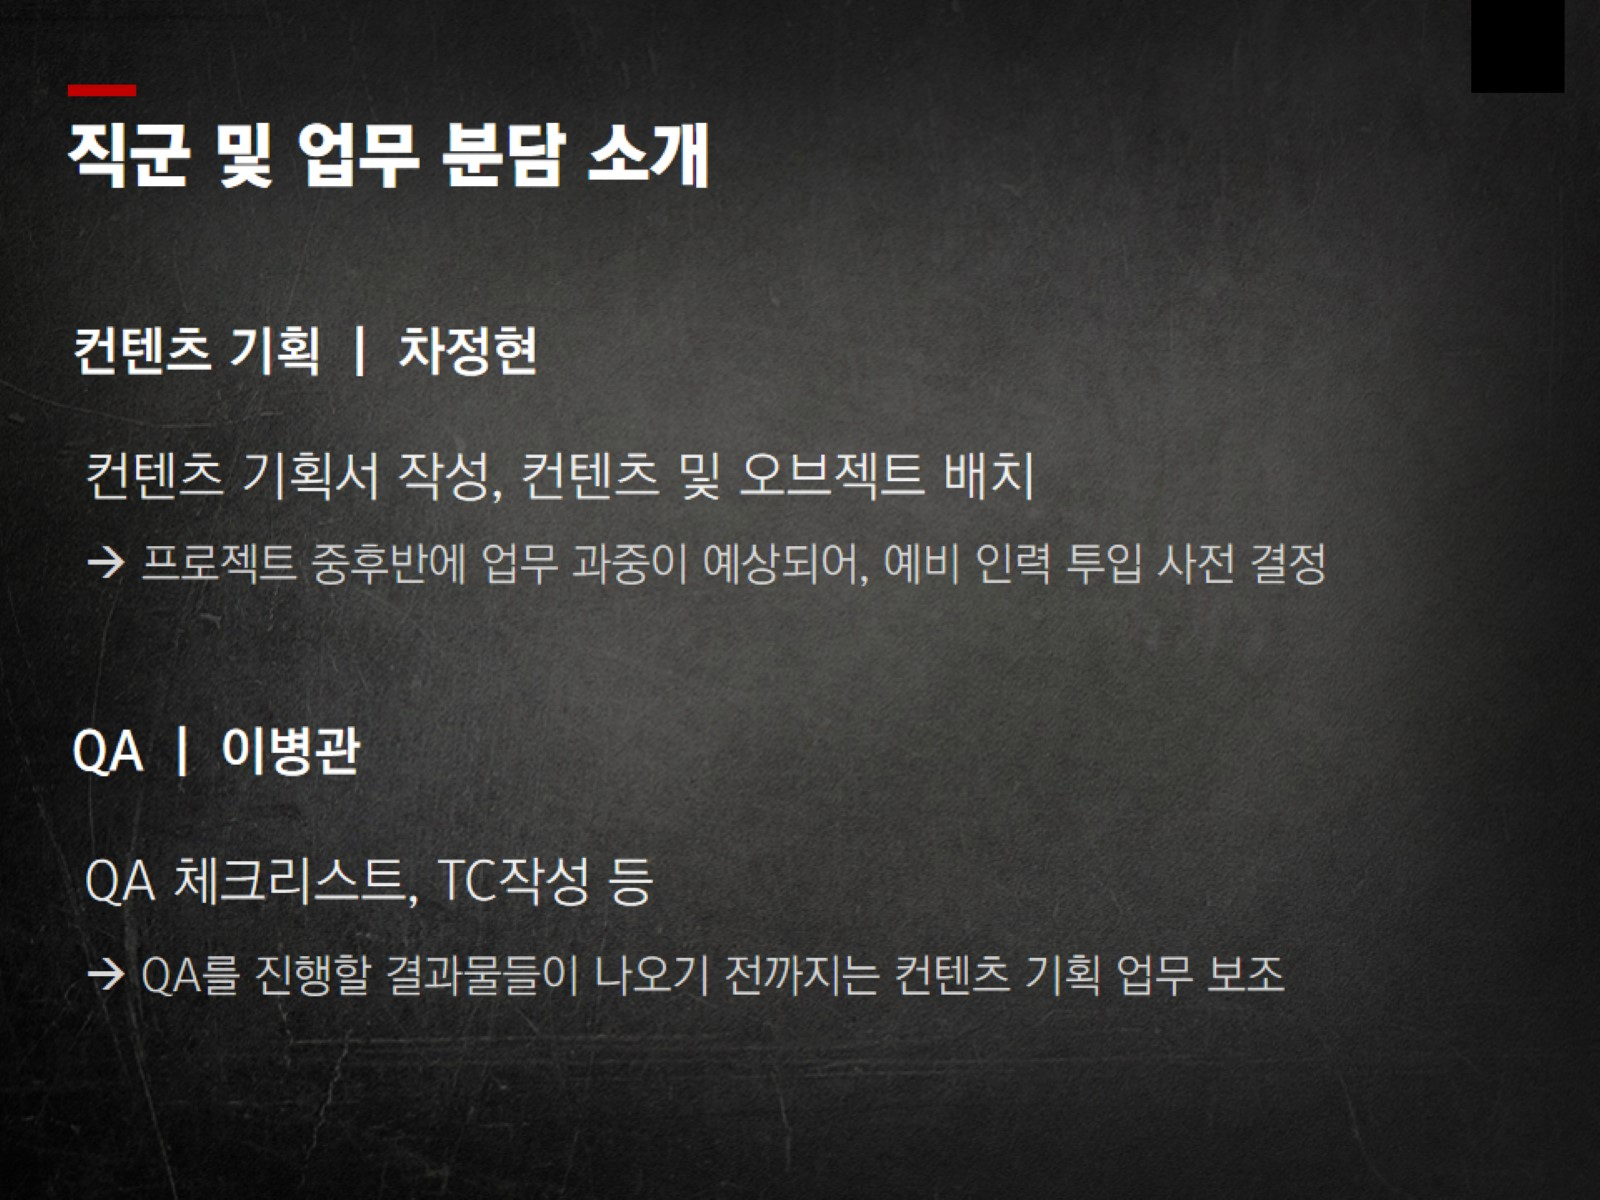 직군 및 업무 분담 소개
컨텐츠 기획 | 차정현
컨텐츠 기획서 작성, 컨텐츠 및 오브젝트 배치
→ 프로젝트 중후반에 업무 과중이 예상되어, 예비 인력 투입 사전 결정
QA | 이병관
QA 체크리스트, TC작성 등
→ QA를 진행할 결과물들이 나오기 전까지는 컨텐츠 기획 업무 보조